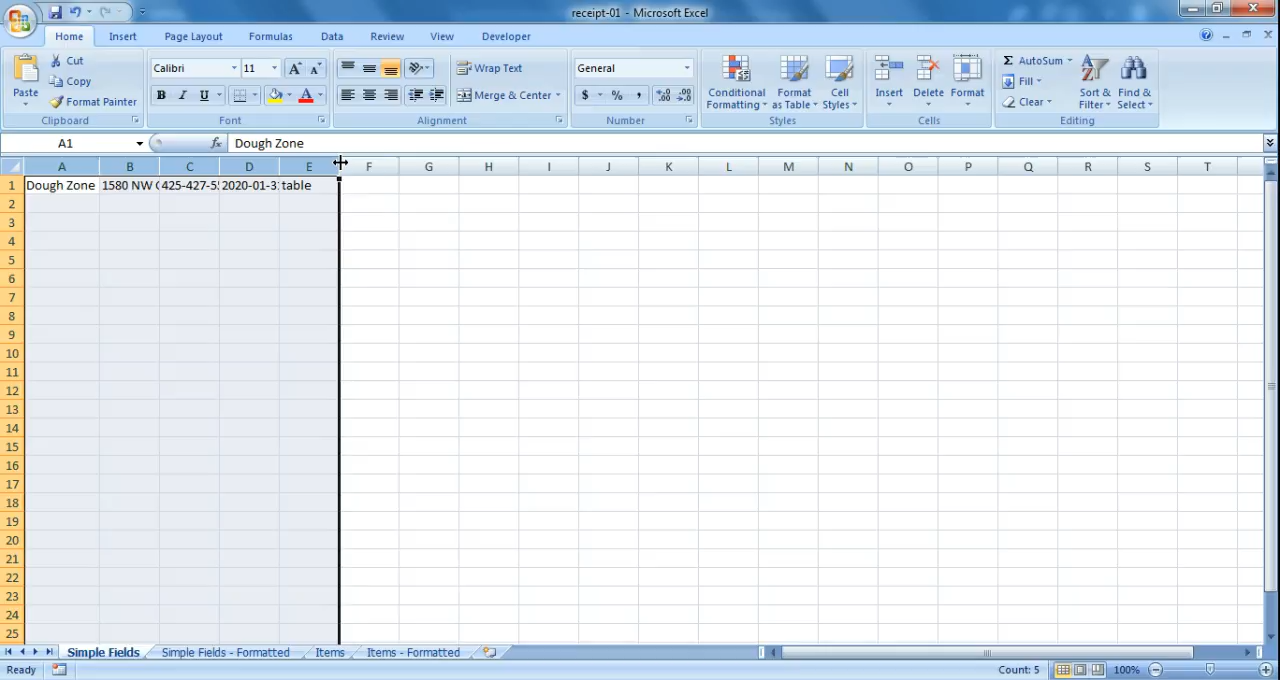 receipt-01 - Microsoft Excel
Home Insert Page Layout Formulas Data Review View Developer
Paste
Cut
Copy
Format Painter
Clipboard
Calibri 11
B I U A
Font
Wrap Text
Merge & Center
Alignment
General
$ % ,
Number
Conditional Formatting
Format as Table
Cell Styles
Styles
Insert Delete Format
Cells
Σ AutoSum
Fill
Clear
Sort & Filter
Find & Select
Editing
A1 fx Dough Zone
A B C D E F G H I J K L M N O P Q R S T
1 Dough Zone 1580 NW 425-427-5 2020-01-3 table
2
3
4
5
6
7
8
9
10
11
12
13
14
15
16
17
18
19
20
21
22
23
24
25
Simple Fields Simple Fields - Formatted Items Items - Formatted
Ready Count: 5 100%